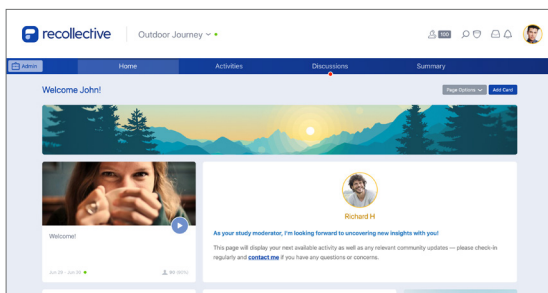 recollective
Outdoor Journey
100
Admin
Home
Activities
Discussions
Summary
Welcome John!
Page Options
Add Card
Welcome!
Richard H
As your study moderator, I'm looking forward to uncovering new insights with you!
This page will display your next available activity as well as any relevant community updates — please check-in
regularly and contact me if you have any questions or concerns.